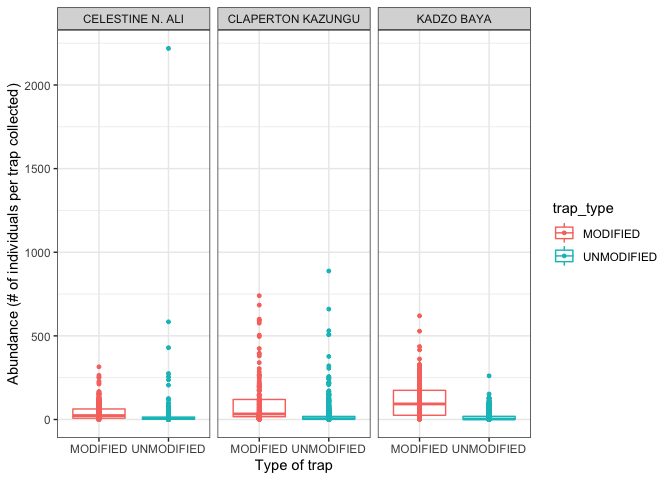 CELESTINE N. ALI
CLAPERTON KAZUNGU
KADZO BAYA
Abundance (# of individuals per trap collected)
2000
1500
1000
500
0
MODIFIED UNMODIFIED
MODIFIED UNMODIFIED
MODIFIED UNMODIFIED
Type of trap
trap_type
MODIFIED
UNMODIFIED